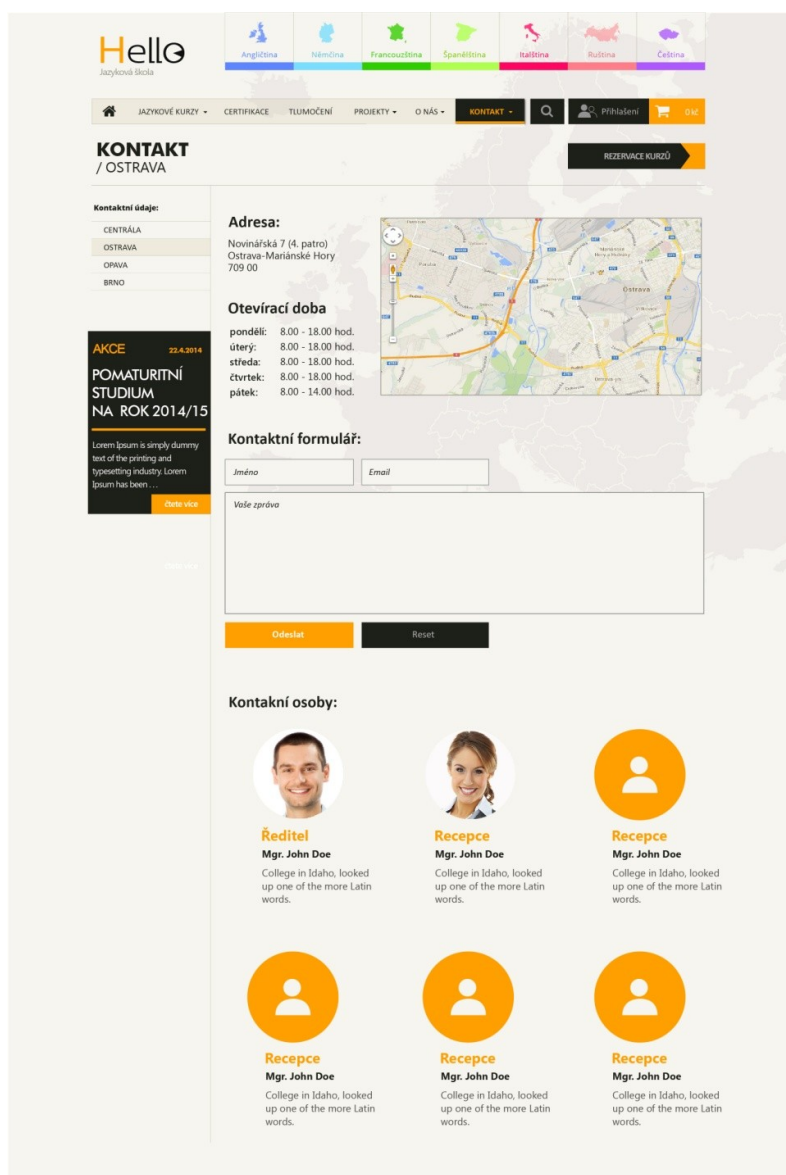 Hello
Jazyková škola
Angličtina
Němčina
Francouzština
Španělština
Italština
Ruština
Čeština
JAZYKOVÉ KURZY
CERTIFIKACE
TLUMOČENÍ
PROJEKTY
O NÁS
KONTAKT
Přihlašení
0 kč
KONTAKT
/ OSTRAVA
REZERVACE KURZŮ
Kontaktní údaje:
CENTRÁLA
OSTRAVA
OPAVA
BRNO
AKCE 22.4.2014
POMATURITNÍ
STUDIUM
NA ROK 2014/15
Lorem Ipsum is simply dummy
text of the printing and
typesetting industry. Lorem
Ipsum has been ...
čtete více
Adresa:
Novinářská 7 (4. patro)
Ostrava-Mariánské Hory
709 00
Ostrava
Otevírací doba
pondělí: 8.00 - 18.00 hod.
úterý: 8.00 - 18.00 hod.
středa: 8.00 - 18.00 hod.
čtvrtek: 8.00 - 18.00 hod.
pátek: 8.00 - 14.00 hod.
Kontaktní formulář:
Jméno
Email
Vaše zpráva
Odeslat
Reset
Kontakní osoby:
Ředitel
Mgr. John Doe
College in Idaho, looked
up one of the more Latin
words.
Recepce
Mgr. John Doe
College in Idaho, looked
up one of the more Latin
words.
Recepce
Mgr. John Doe
College in Idaho, looked
up one of the more Latin
words.
Recepce
Mgr. John Doe
College in Idaho, looked
up one of the more Latin
words.
Recepce
Mgr. John Doe
College in Idaho, looked
up one of the more Latin
words.
Recepce
Mgr. John Doe
College in Idaho, looked
up one of the more Latin
words.